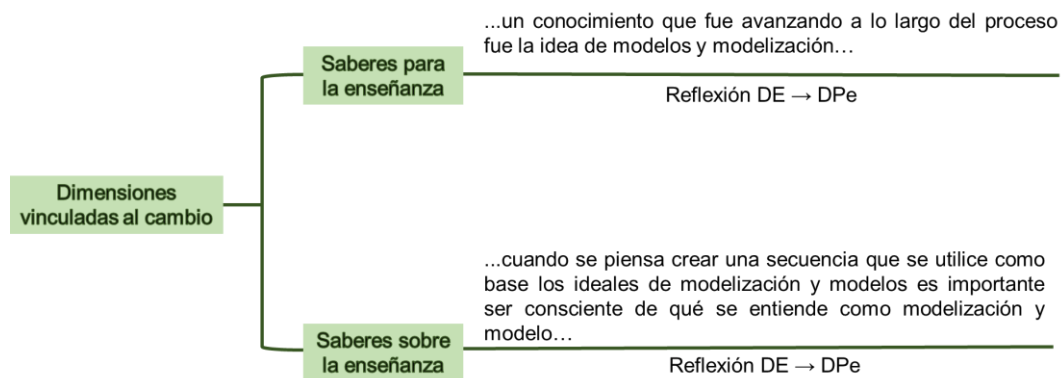 ...un conocimiento que fue avanzando a lo largo del proceso
fue la idea de modelos y modelización…
Saberes para
la enseñanza
Reflexión DE → DPe
Dimensiones
vinculadas al cambio
...cuando se piensa crear una secuencia que se utilice como
base los ideales de modelización y modelos es importante
ser consciente de qué se entiende como modelización y
modelo…
Saberes sobre
la enseñanza
Reflexión DE → DPe